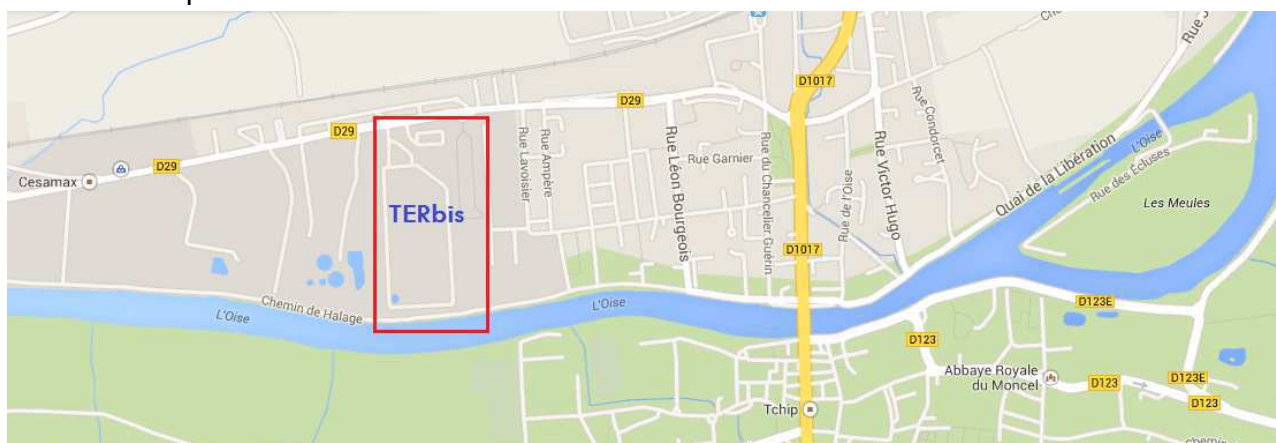 D1017
D29
D29
D29
Cesamax
TERbis
Rue Lavoisier
Rue Ampère
Rue Léon Bourgeois
Rue Garnier
Rue du Chancelier Guérin
Rue de l'Oise
Rue Victor Hugo
Rue Condorcet
Quai de la Libération
L'Oise
Rue des Écluses
Les Meules
D1017
Chemin de Halage
L'Oise
L'Oise
D123E
D123
Abbaye Royale
du Moncel
D123
D123E
D123
Tchip
chemin